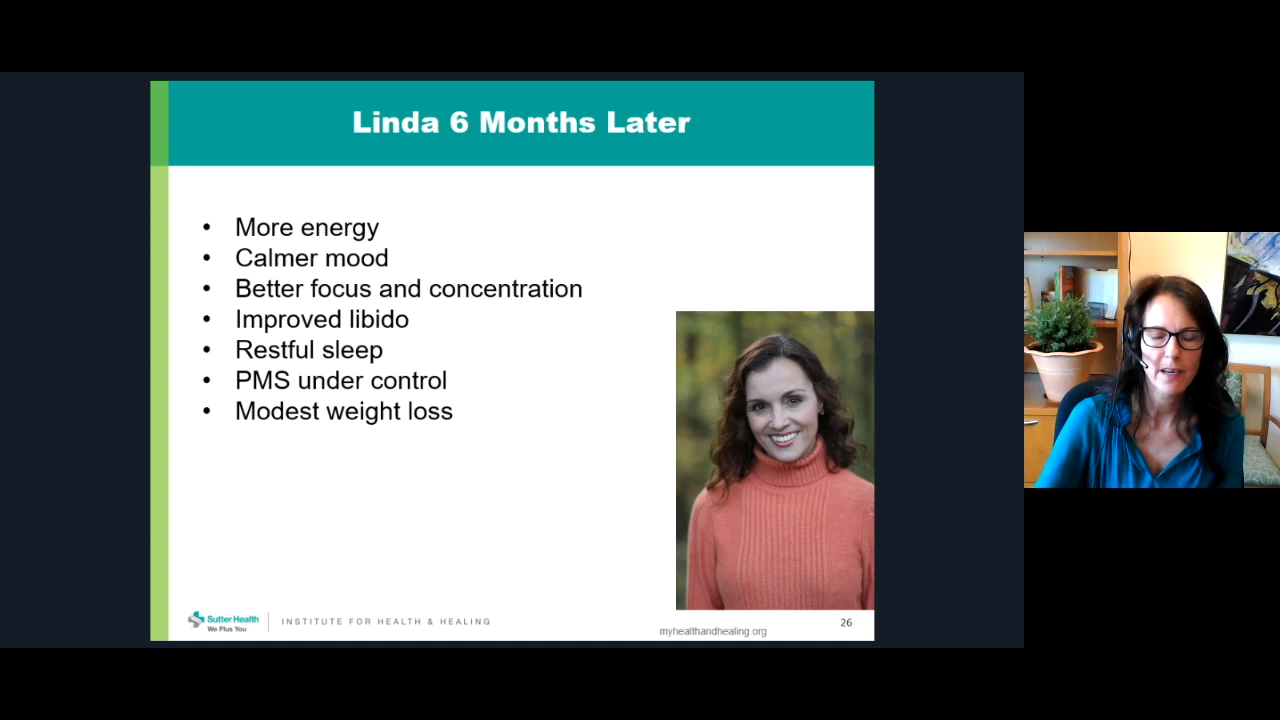 Linda 6 Months Later
• More energy
• Calmer mood
• Better focus and concentration
• Improved libido
• Restful sleep
• PMS under control
• Modest weight loss
Sutter Health
We Plus You
INSTITUTE FOR HEALTH & HEALING
myhealthandhealing.org
26